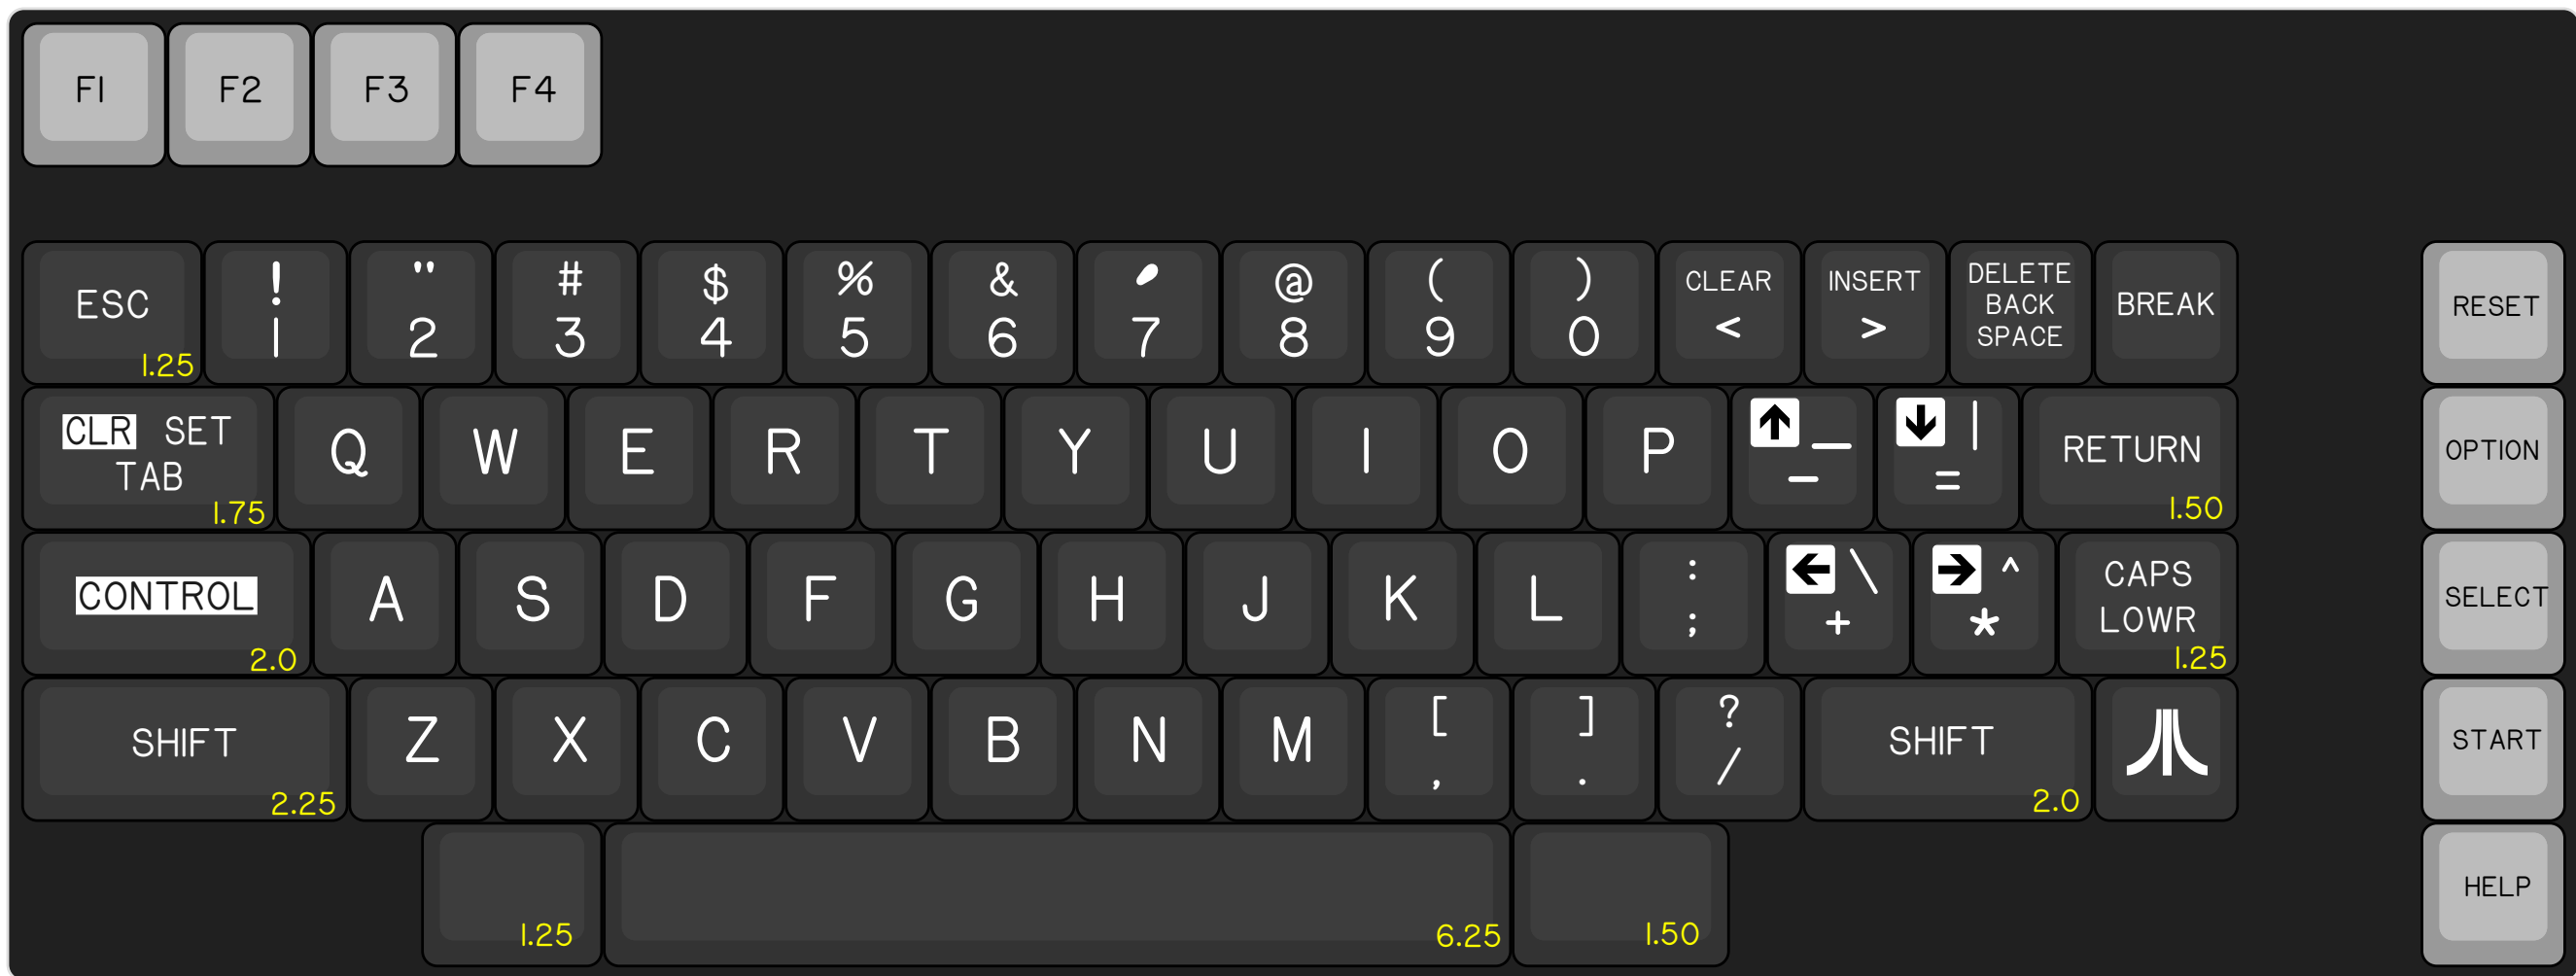 F1 F2 F3 F4
! " # $ % & ' @ ( ) CLEAR INSERT DELETE
ESC 1 2 3 4 5 6 7 8 9 0 < > BACK BREAK RESET
SPACE
1.25
CLR SET ↑ _ ↓ |
TAB Q W E R T Y U I O P - = RETURN OPTION
1.75 1.50
← \ → ^ CAPS
CONTROL A S D F G H J K L : ; + * LOWR SELECT
2.0 1.25
[ ] ?
SHIFT Z X C V B N M , . / SHIFT START
2.25 2.0
HELP
1.25 6.25 1.50